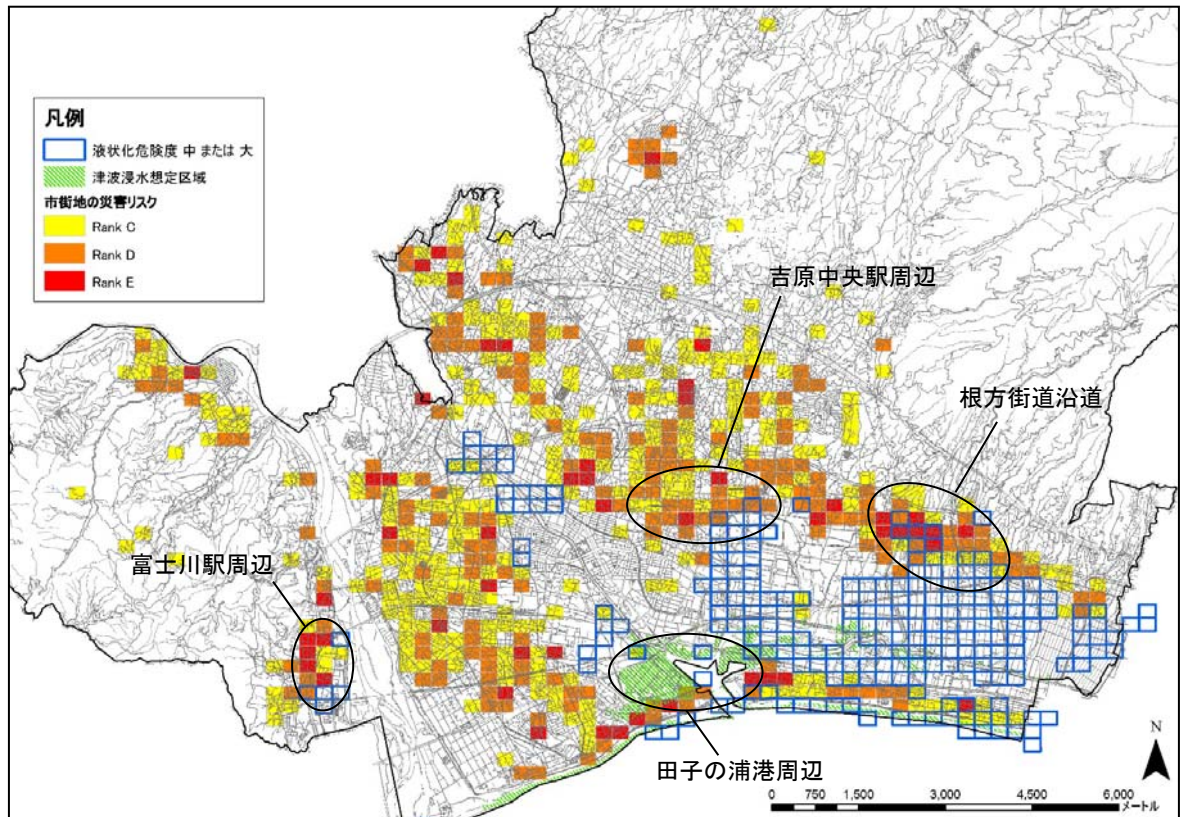 凡例
液状化危険度 中 または 大
津波浸水想定区域
市街地の災害リスク
Rank C
Rank D
Rank E
吉原中央駅周辺
根方街道沿道
富士川駅周辺
田子の浦港周辺
N
0 750 1,500 3,000 4,500 6,000
メートル